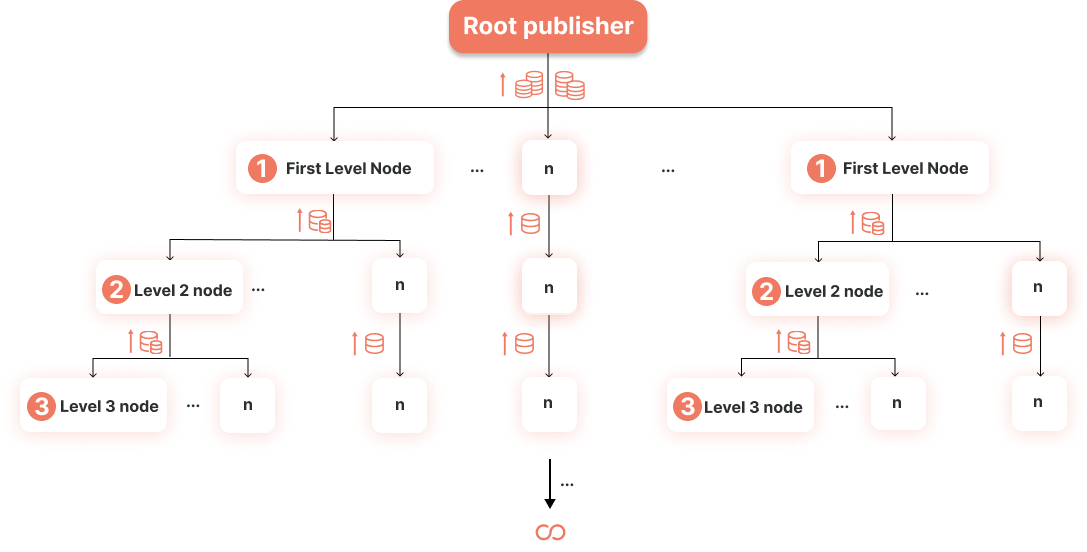 Root publisher
1 First Level Node
...
n
...
1 First Level Node
2 Level 2 node
...
n
n
2 Level 2 node
...
n
3 Level 3 node
...
n
n
n
3 Level 3 node
...
n
n
...
∞